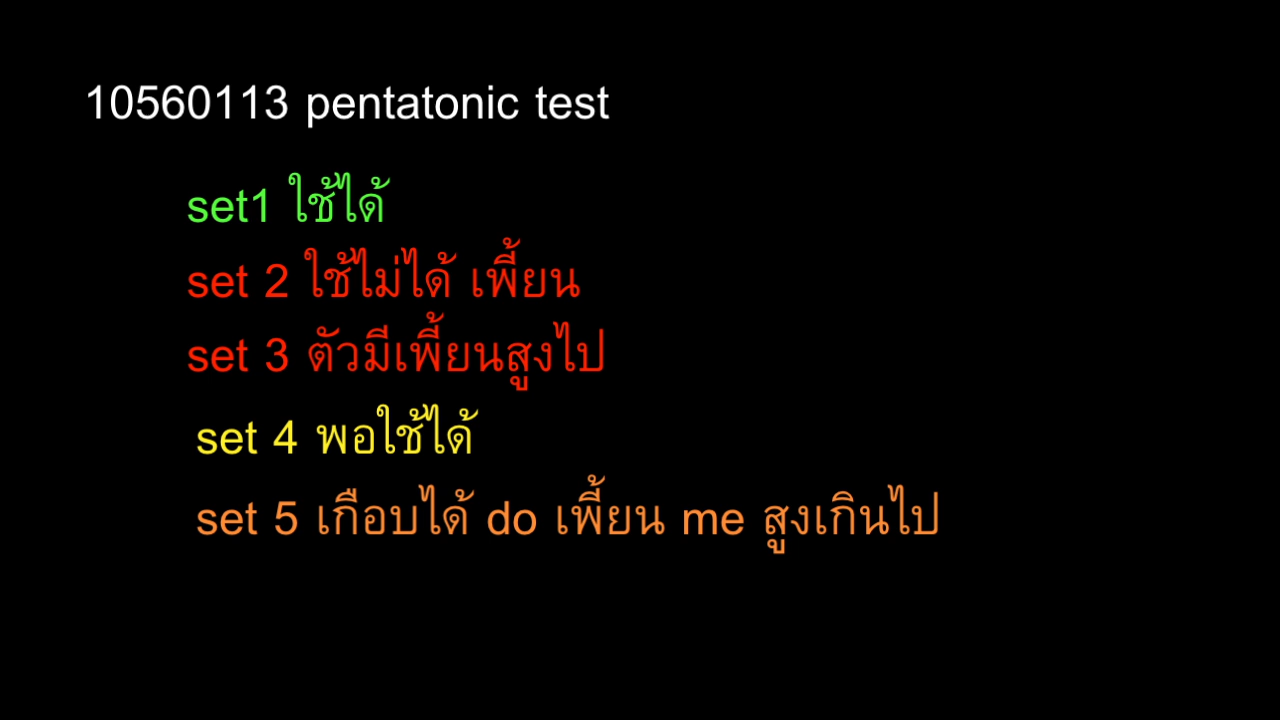 10560113 pentatonic test
set1 ใช้ได้
set 2 ใช้ไม่ได้ เพี้ยน
set 3 ตัวมีเพี้ยนสูงไป
set 4 พอใช้ได้
set 5 เกือบได้ do เพี้ยน me สูงเกินไป